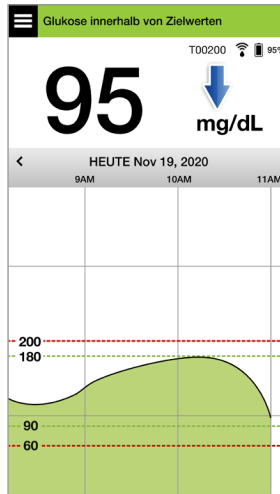 Glukose innerhalb von Zielwerten
T00200 95%
95
mg/dL
HEUTE Nov 19, 2020
9AM 10AM 11AM
200
180
90
60